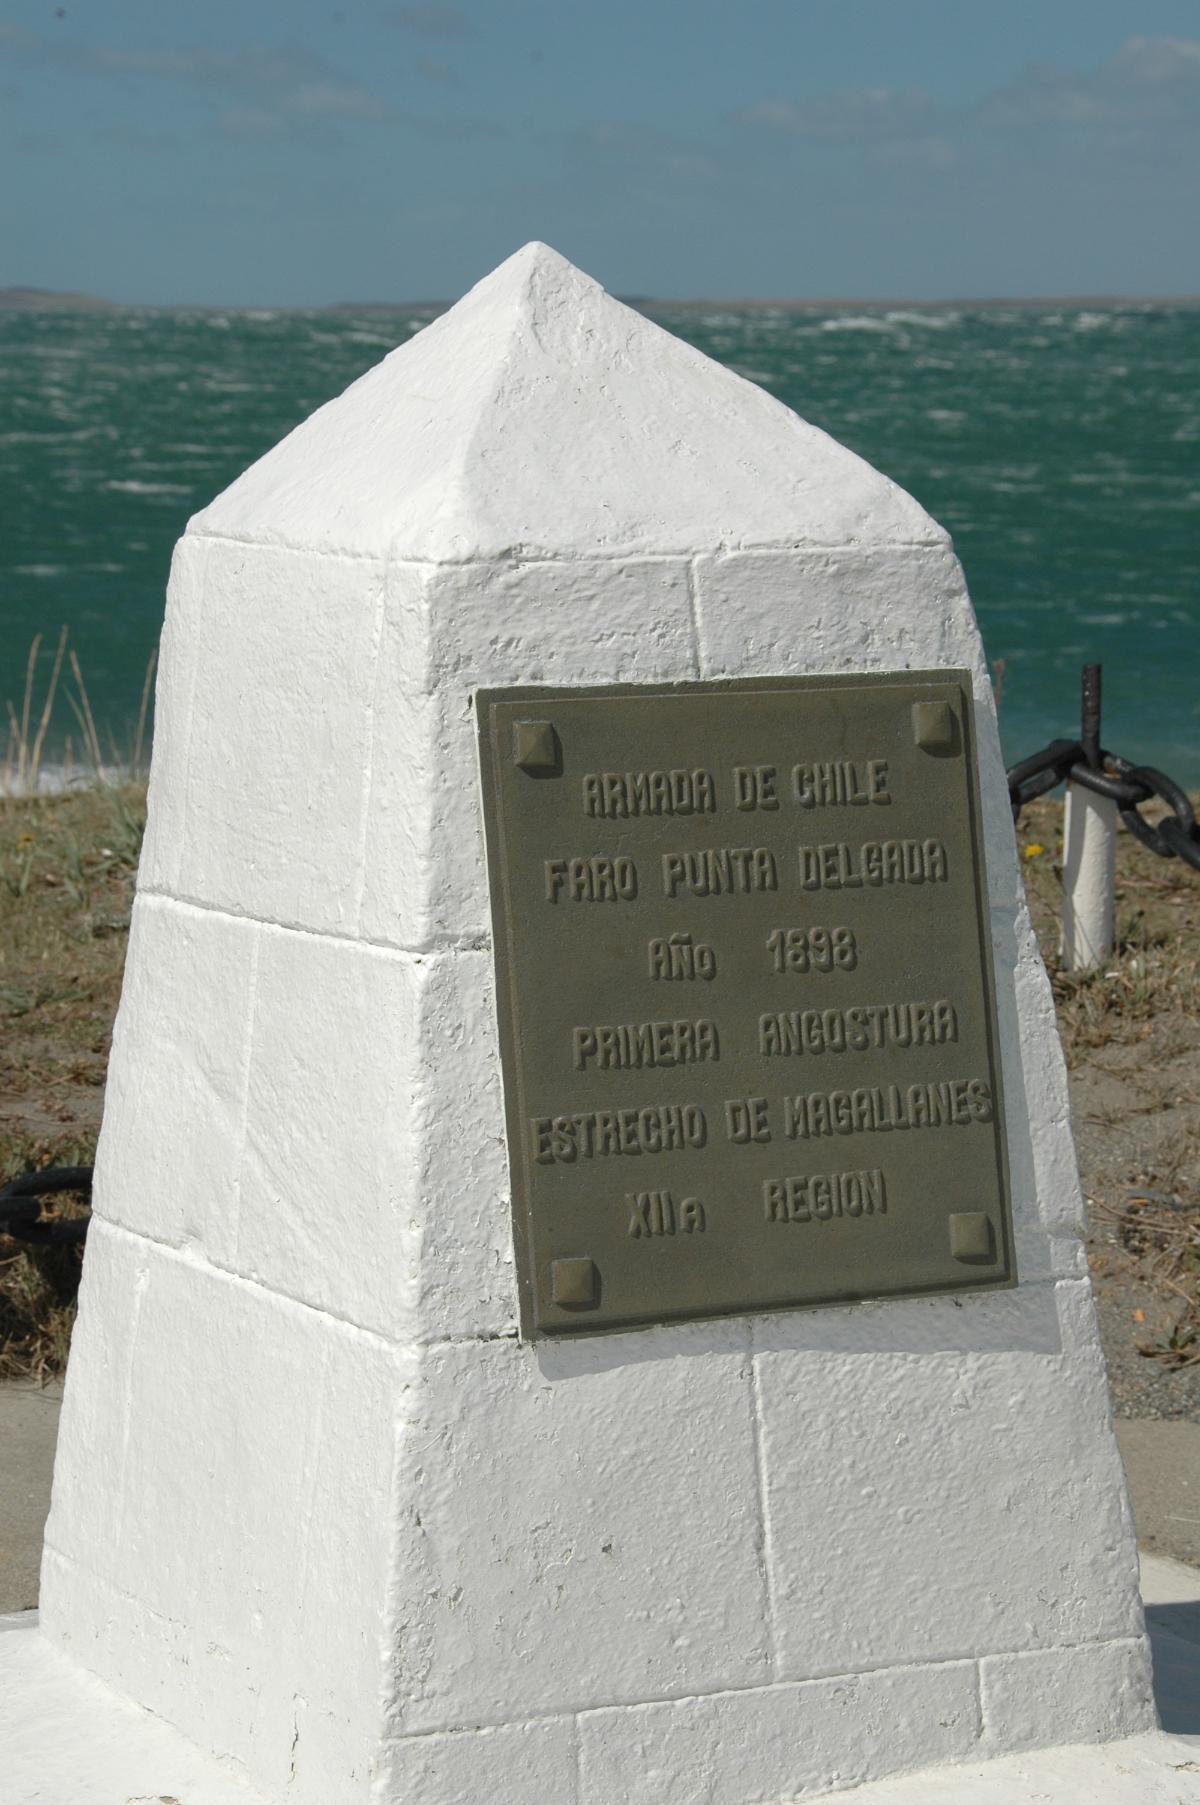 ARMADA DE CHILE
FARO PUNTA DELGADA
AÑO 1898
PRIMERA ANGOSTURA
ESTRECHO DE MAGALLANES
XIIA REGION